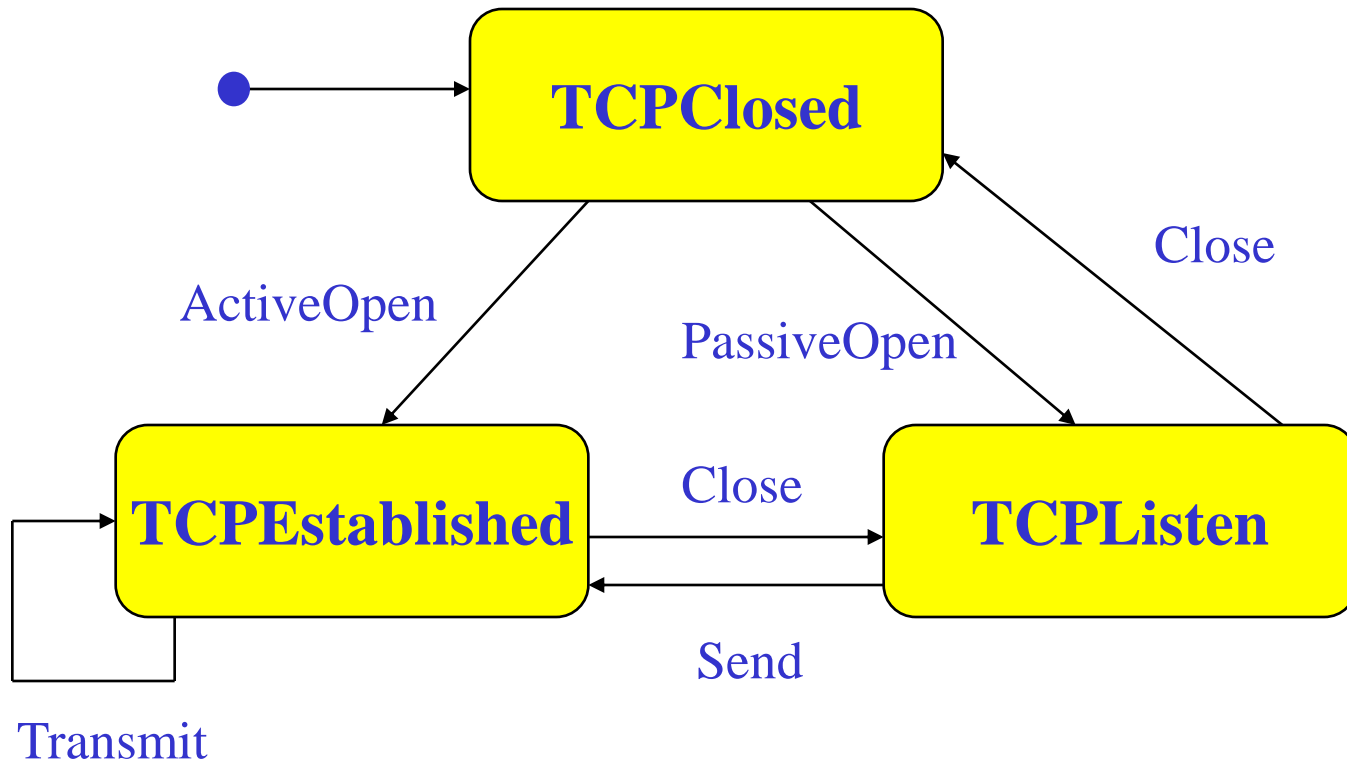 TCPClosed
Close
ActiveOpen
PassiveOpen
Close
TCPEstablished
TCPListen
Send
Transmit